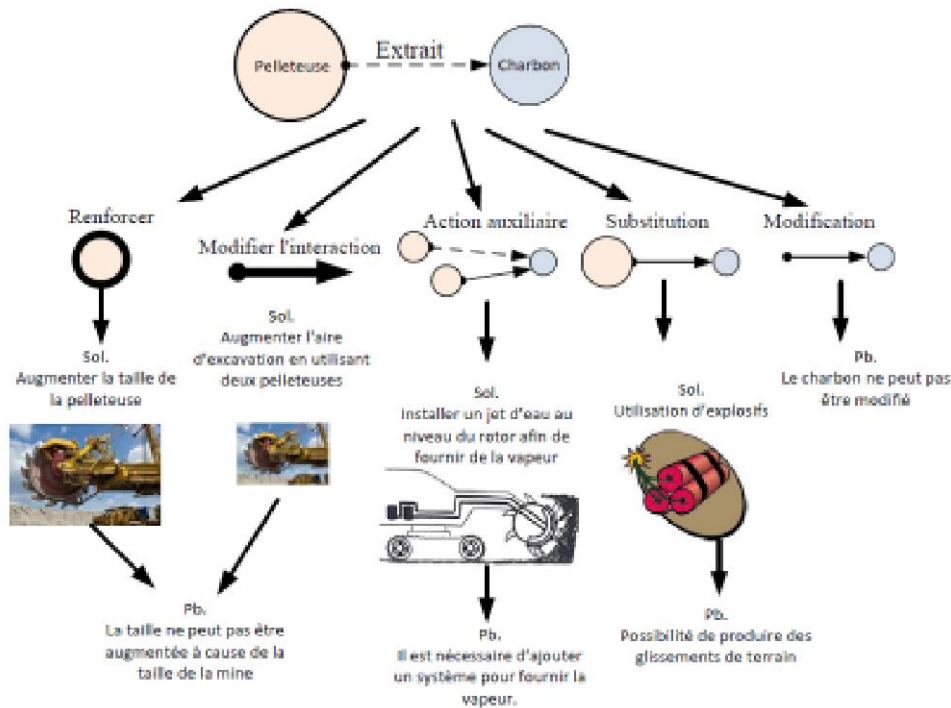 Extrait
Pelleteuse
Charbon
Renforcer
Modifier l'interaction
Action auxiliaire
Substitution
Modification
Sol.
Augmenter la taille de
la pelleteuse
Sol.
Augmenter l'aire
d'excavation en utilisant
deux pelleteuses
Sol.
Installer un jet d'eau au
niveau du rotor afin de
fournir de la vapeur
Sol.
Utilisation d'explosifs
Pb.
Le charbon ne peut pas
être modifié
Pb.
La taille ne peut pas être
augmentée à cause de la
taille de la mine
Pb.
Il est nécessaire d'ajouter
un système pour fournir la
vapeur.
Pb.
Possibilité de produire des
glissements de terrain